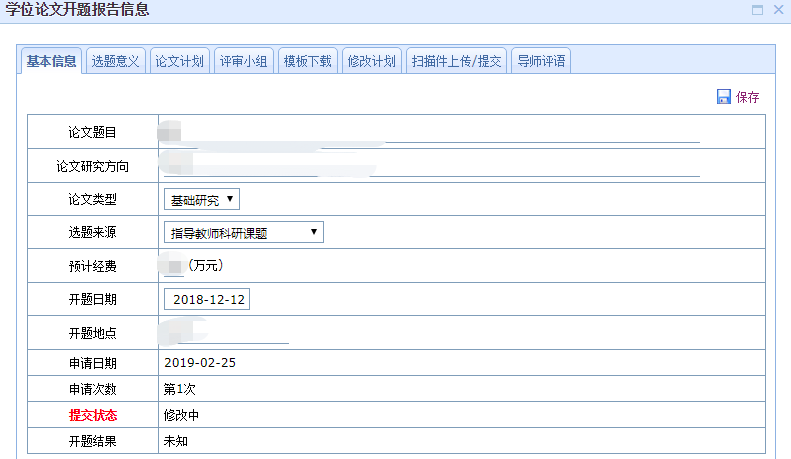 学位论文开题报告信息
基本信息 选题意义 论文计划 评审小组 模板下载 修改计划 扫描件上传/提交 导师评语
保存
论文题目
论文研究方向
论文类型 基础研究
选题来源 指导教师科研课题
预计经费 (万元)
开题日期 2018-12-12
开题地点
申请日期 2019-02-25
申请次数 第1次
提交状态 修改中
开题结果 未知